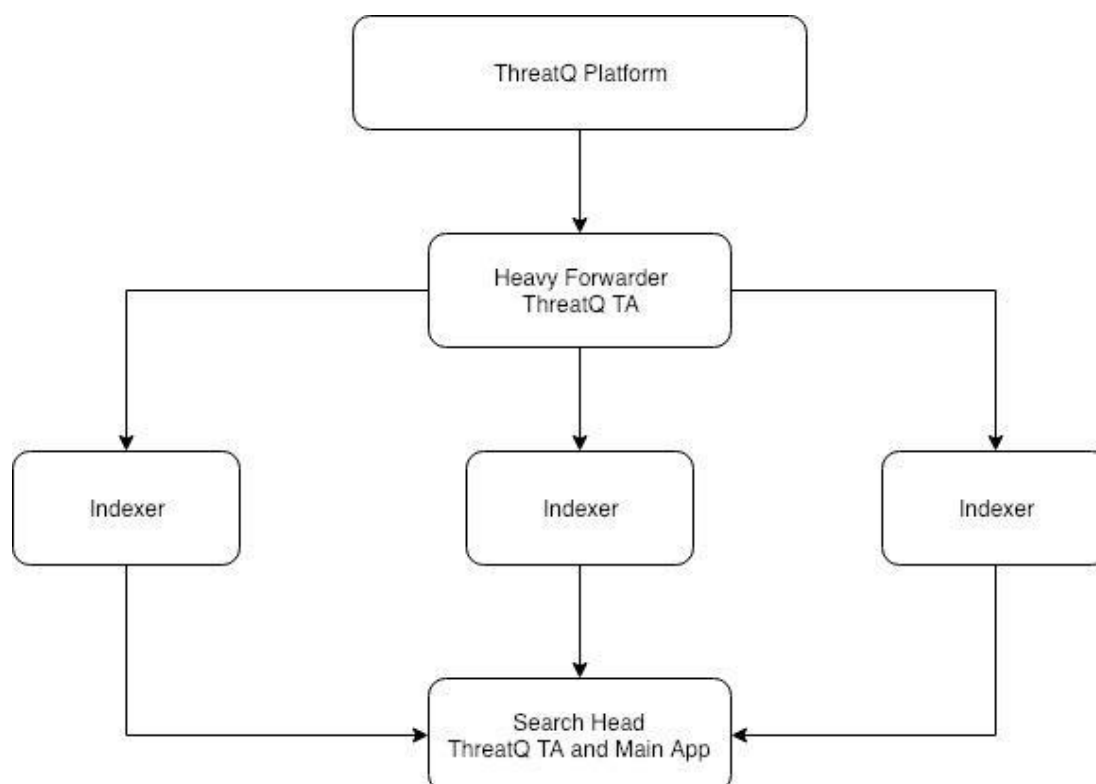 ThreatQ Platform
Heavy Forwarder
ThreatQ TA
Indexer
Indexer
Indexer
Search Head
ThreatQ TA and Main App